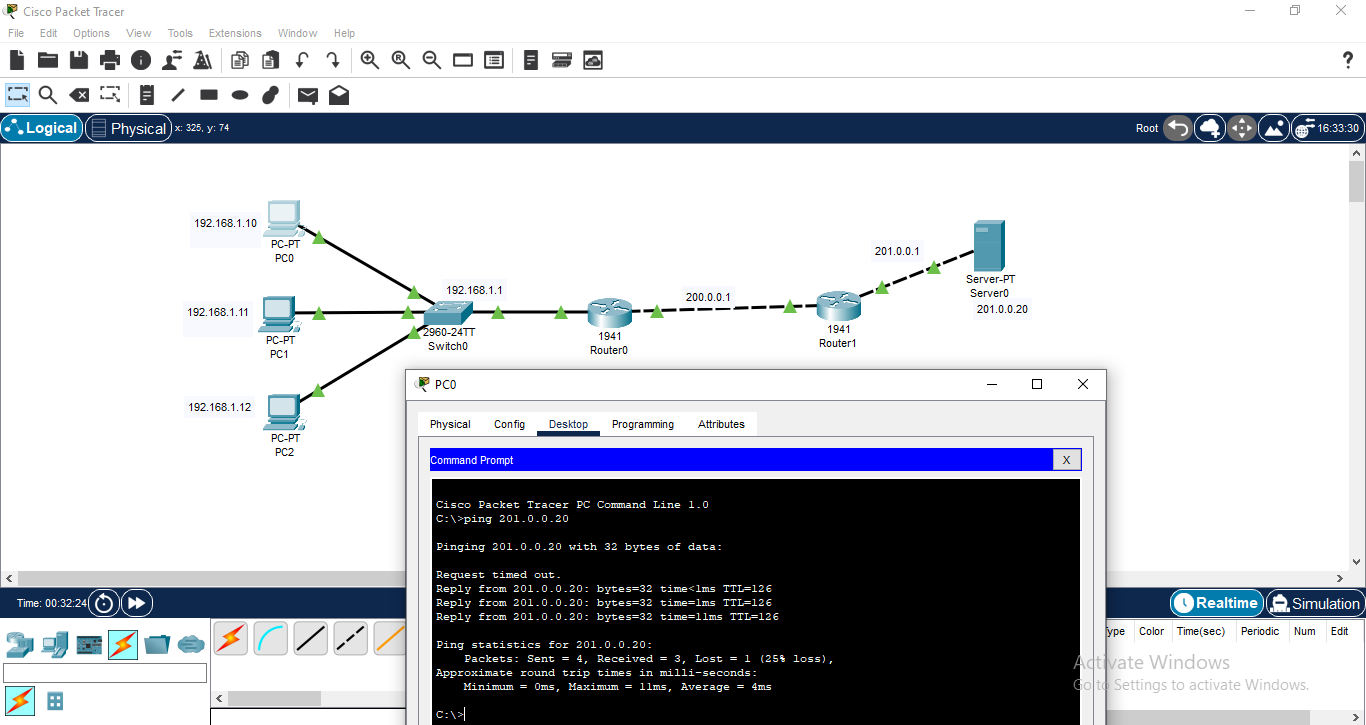 Cisco Packet Tracer
File Edit Options View Tools Extensions Window Help
?
Logical Physical x: 325, y: 74 Root 16:33:30
192.168.1.10
PC-PT
PC0
192.168.1.11
PC-PT
PC1
192.168.1.12
PC-PT
PC2
192.168.1.1
2960-24TT
Switch0
1941
Router0
200.0.0.1
1941
Router1
201.0.0.1
Server-PT
Server0
201.0.0.20
PC0
Physical Config Desktop Programming Attributes
Command Prompt X
Cisco Packet Tracer PC Command Line 1.0
C:\>ping 201.0.0.20
Pinging 201.0.0.20 with 32 bytes of data:
Request timed out.
Reply from 201.0.0.20: bytes=32 time<1ms TTL=126
Reply from 201.0.0.20: bytes=32 time=1ms TTL=126
Reply from 201.0.0.20: bytes=32 time=11ms TTL=126
Ping statistics for 201.0.0.20:
Packets: Sent = 4, Received = 3, Lost = 1 (25% loss),
Approximate round trip times in milli-seconds:
Minimum = 0ms, Maximum = 11ms, Average = 4ms
C:\>
Time: 00:32:24
Realtime Simulation
ype Color Time(sec) Periodic Num Edit
Activate Windows
Go to Settings to activate Windows.